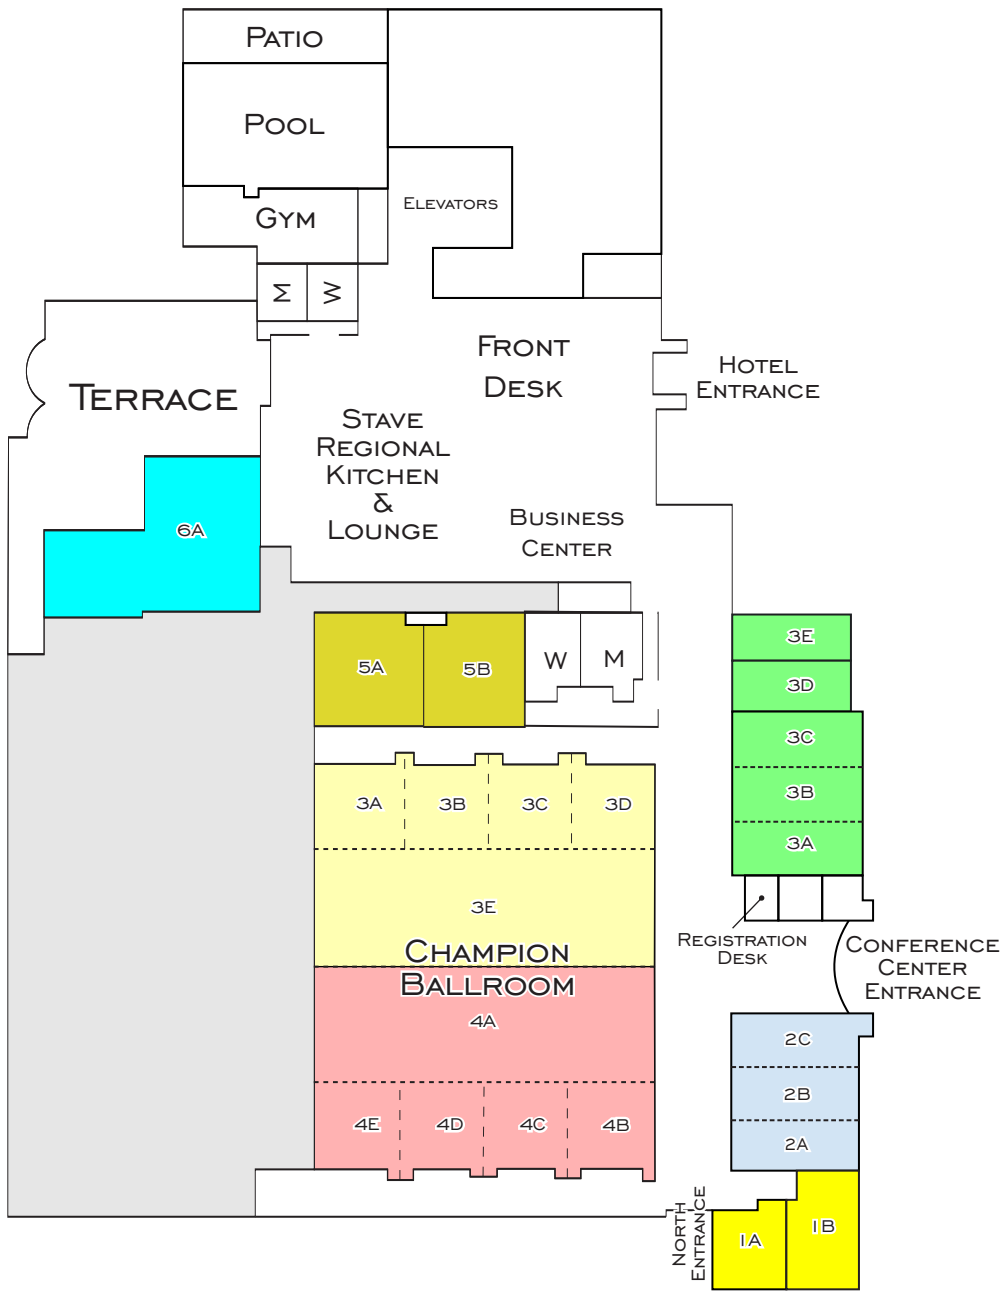 PATIO
POOL
ELEVATORS
GYM
M
W
FRONT
DESK
HOTEL
ENTRANCE
TERRACE
STAVE
REGIONAL
KITCHEN
&
LOUNGE
BUSINESS
CENTER
6A
5A
5B
W
M
3E
3D
3C
3B
3A
3A
3B
3C
3D
3E
CHAMPION
BALLROOM
4A
4E
4D
4C
4B
REGISTRATION
DESK
CONFERENCE
CENTER
ENTRANCE
2C
2B
2A
NORTH
ENTRANCE
1A
1B